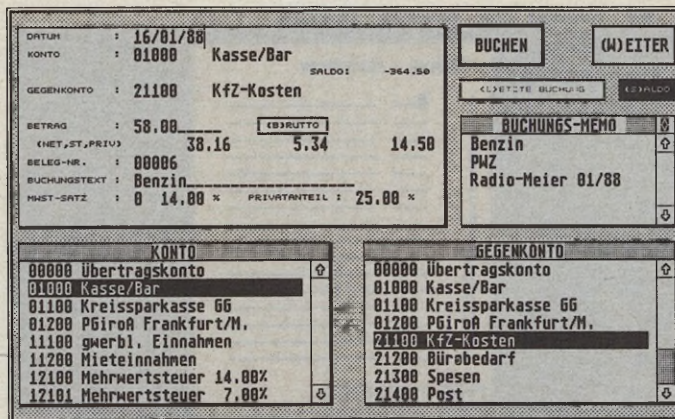 DATUM : 16/01/88
KONTO : 01000 Kasse/Bar
SALDO: -364.50
GEGENKONTO : 21100 KfZ-Kosten
BETRAG : 58.00_____ (B)RUTTO
(NET,ST,PRIV) 38.16 5.34 14.50
BELEG-NR. : 00006
BUCHUNGSTEXT : Benzin____________________
MWST-SATZ : 0 14.00 % PRIVATANTEIL : 25.00 %
BUCHEN (W)EITER
(L)ETZTE BUCHUNG (S)ALDO
BUCHUNGS-MEMO
Benzin
PWZ
Radio-Meier 01/88
KONTO
00000 Übertragskonto
01000 Kasse/Bar
01100 Kreissparkasse GG
01200 PGiroA Frankfurt/M.
11100 gwerbl. Einnahmen
11200 Mieteinnahmen
12100 Mehrwertsteuer 14.00%
12101 Mehrwertsteuer 7.00%
GEGENKONTO
00000 Übertragskonto
01000 Kasse/Bar
01100 Kreissparkasse GG
01200 PGiroA Frankfurt/M.
21100 KfZ-Kosten
21200 Bürobedarf
21300 Spesen
21400 Post